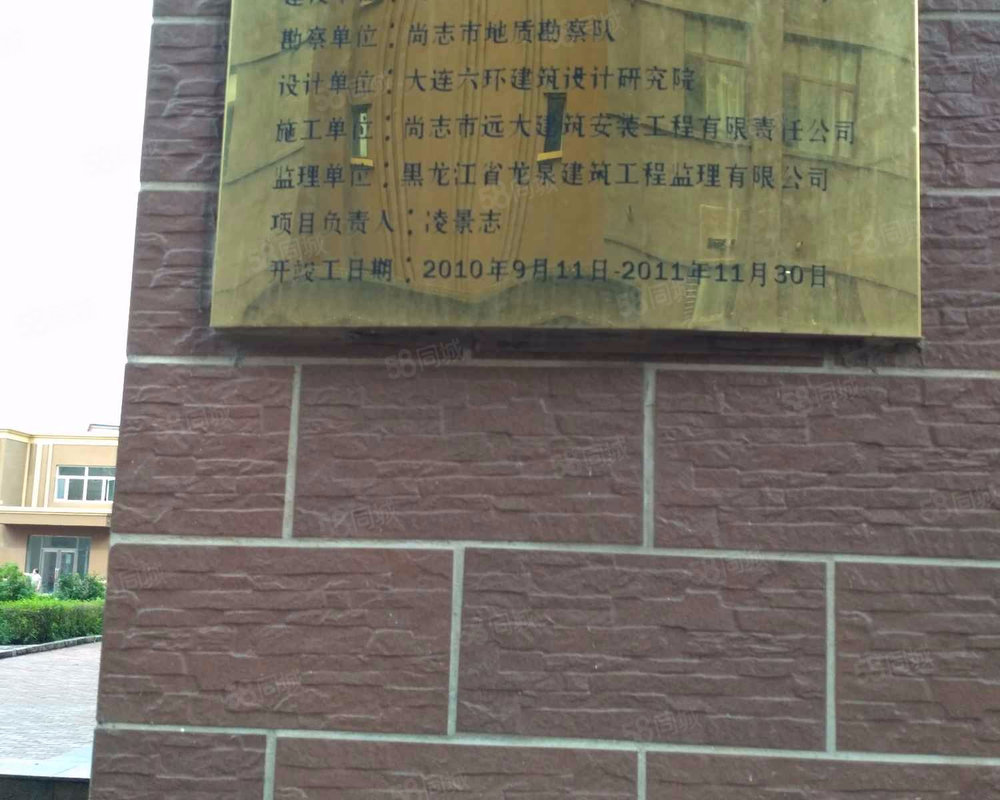 勘察单位：尚志市地质勘察队
设计单位：大连六环建筑设计研究院
施工单位：尚志市远大建筑安装工程有限责任公司
监理单位：黑龙江省龙泉建筑工程监理有限公司
项目负责人：凌景志
开竣工日期：2010年9月11日-2011年11月30日
58同城